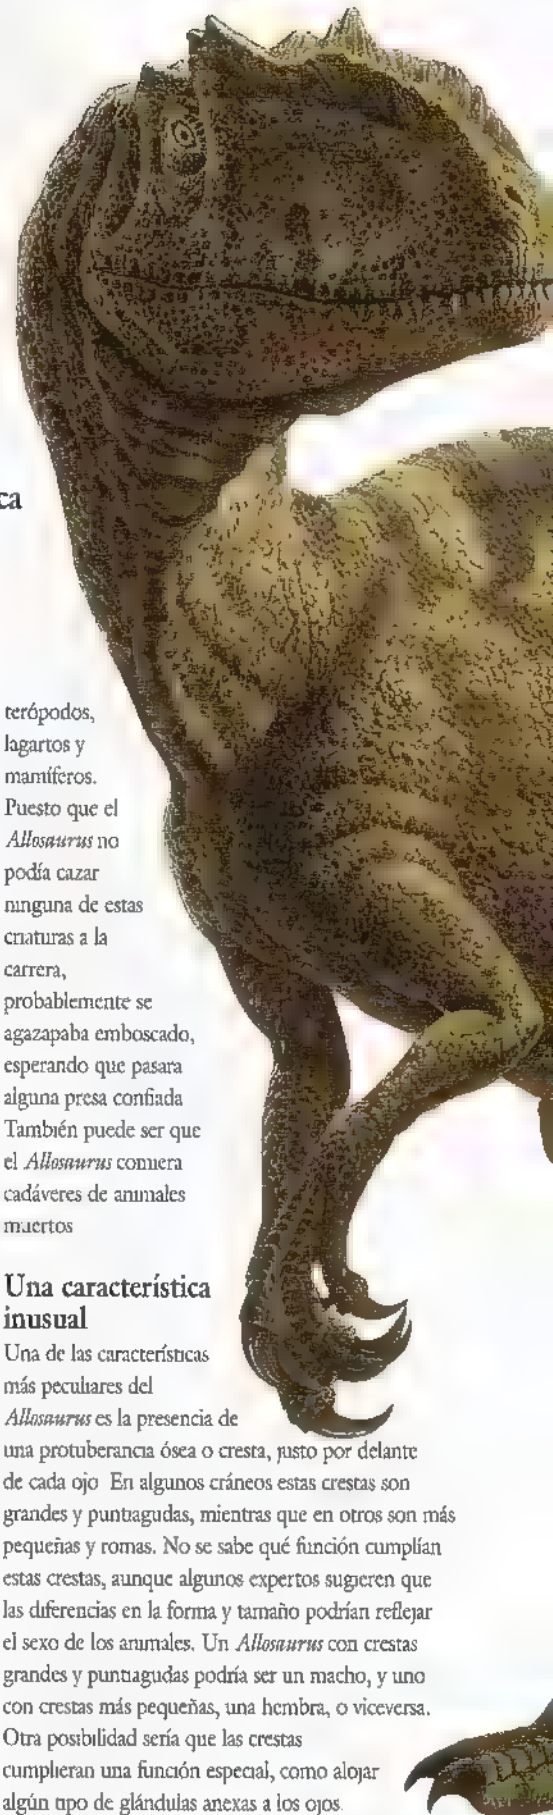 ca
terópodos,
lagartos y
mamíferos.
Puesto que el
Allosaurus no
podía cazar
ninguna de estas
criaturas a la
carrera,
probablemente se
agazapaba emboscado,
esperando que pasara
alguna presa confiada
También puede ser que
el Allosaurus comiera
cadáveres de animales
muertos
Una característica
inusual
Una de las características
más peculiares del
Allosaurus es la presencia de
una protuberancia ósea o cresta, justo por delante
de cada ojo En algunos cráneos estas crestas son
grandes y puntiagudas, mientras que en otros son más
pequeñas y romas. No se sabe qué función cumplían
estas crestas, aunque algunos expertos sugieren que
las diferencias en la forma y tamaño podrían reflejar
el sexo de los animales. Un Allosaurus con crestas
grandes y puntiagudas podría ser un macho, y uno
con crestas más pequeñas, una hembra, o viceversa.
Otra posibilidad sería que las crestas
cumplieran una función especial, como alojar
algún tipo de glándulas anexas a los ojos